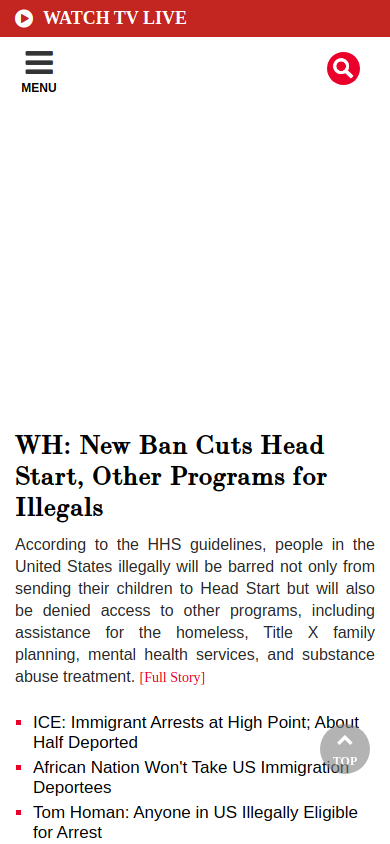 WATCH TV LIVE
MENU
WH: New Ban Cuts Head
Start, Other Programs for
Illegals
According to the HHS guidelines, people in the
United States illegally will be barred not only from
sending their children to Head Start but will also
be denied access to other programs, including
assistance for the homeless, Title X family
planning, mental health services, and substance
abuse treatment. [Full Story]
ICE: Immigrant Arrests at High Point; About
Half Deported
African Nation Won't Take US Immigration
Deportees
TOP
Tom Homan: Anyone in US Illegally Eligible
for Arrest